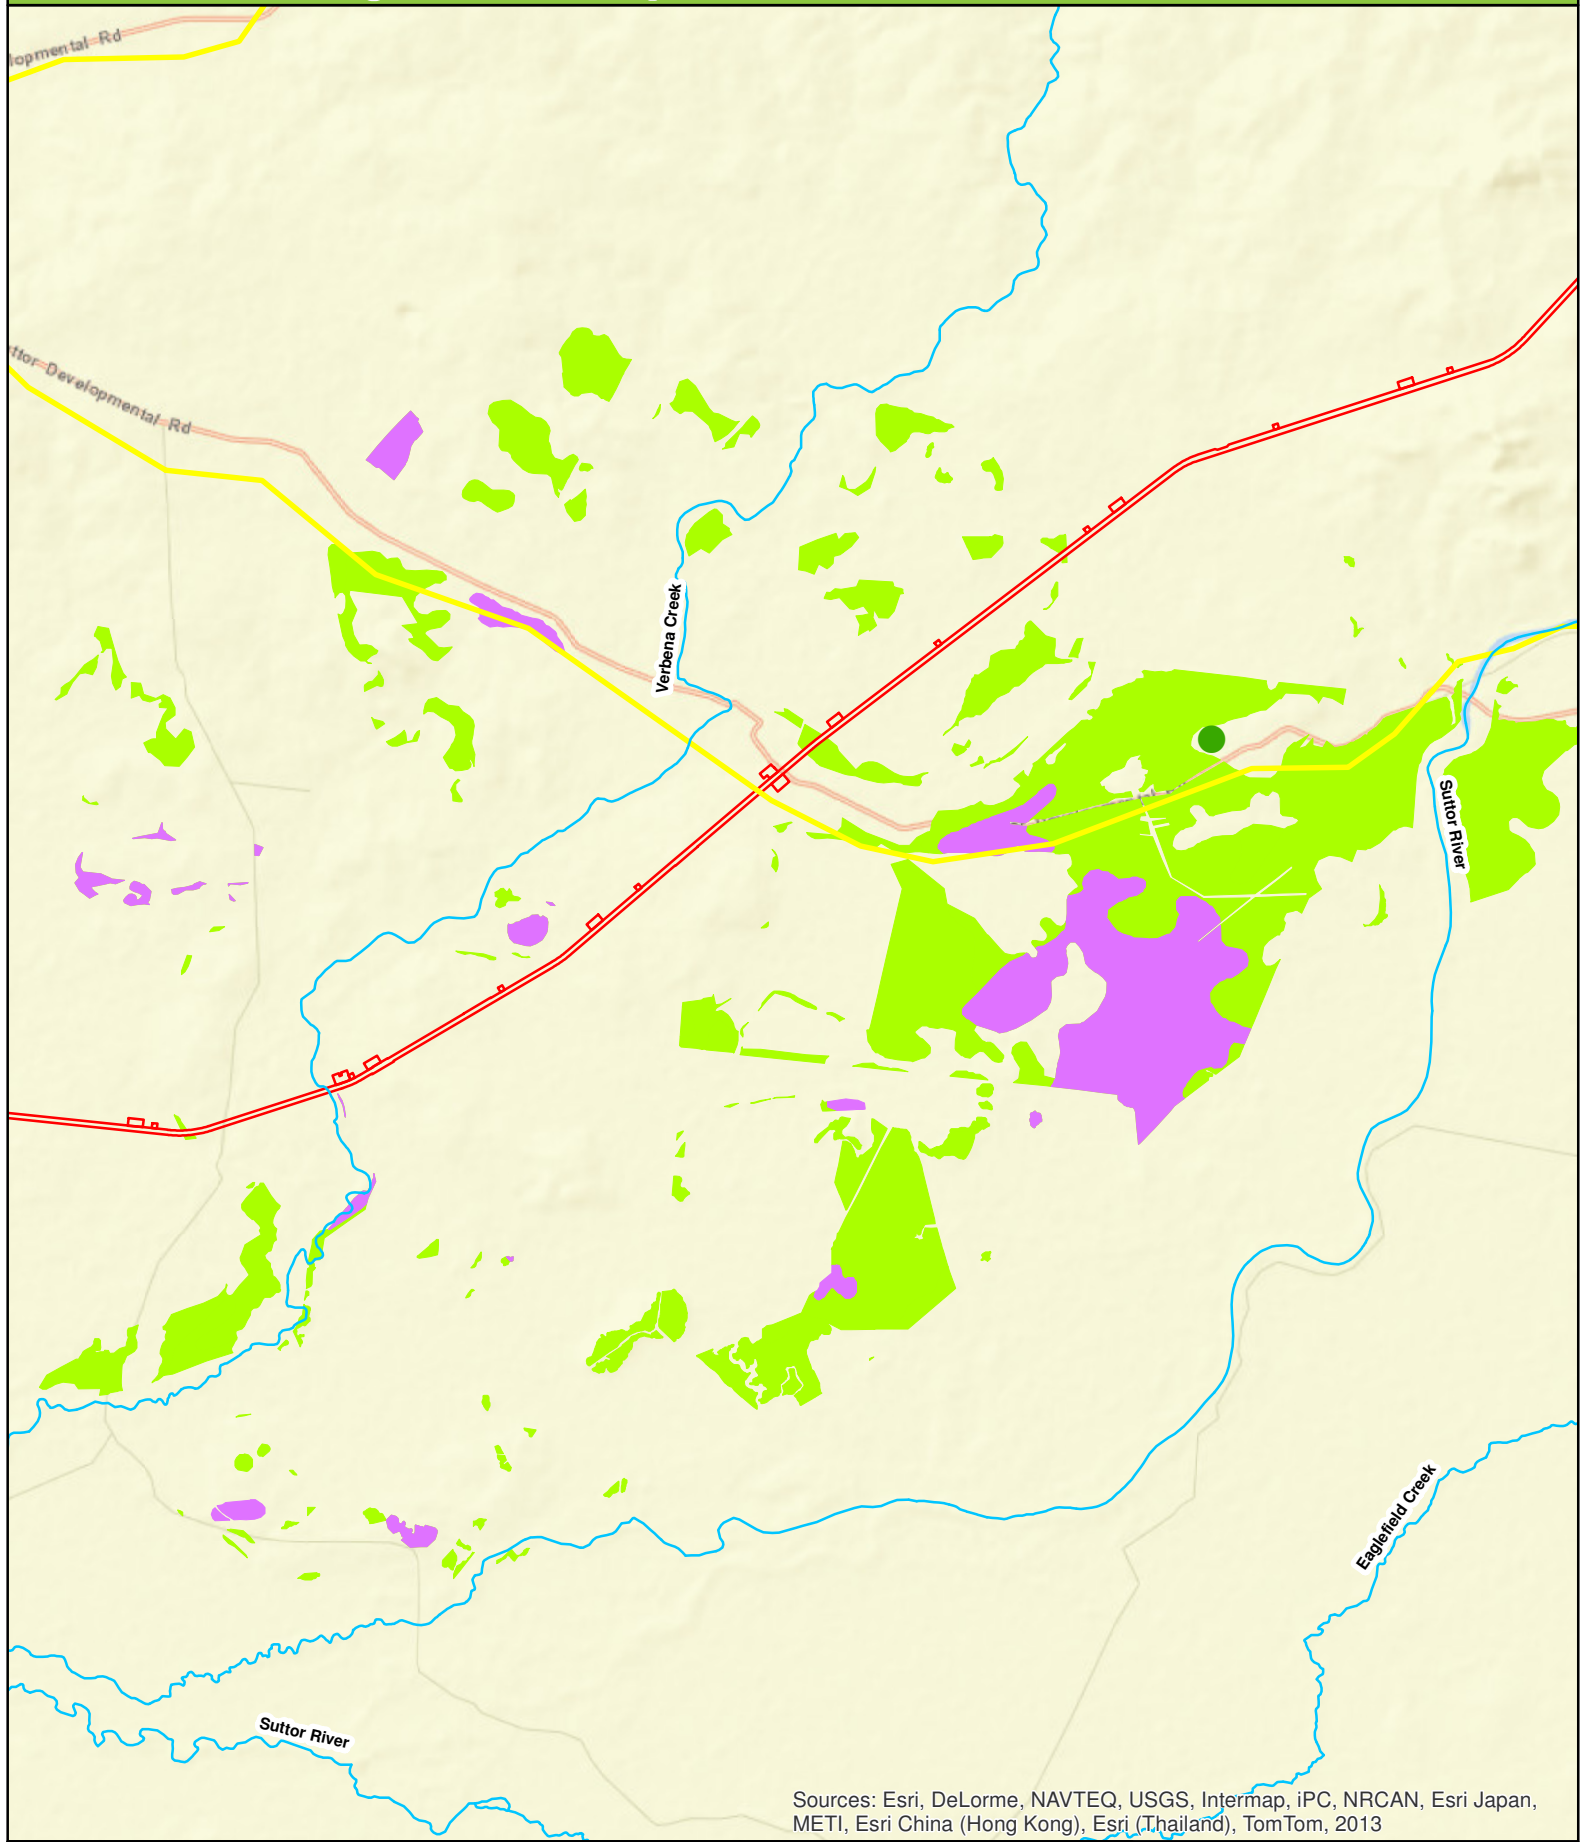 lopmental Rd
ttor Developmental Rd
Verbena Creek
Suttor River
Eaglefield Creek
Suttor River
Sources: Esri, DeLorme, NAVTEQ, USGS, Intermap, iPC, NRCAN, Esri Japan,
METI, Esri China (Hong Kong), Esri (Thailand), TomTom, 2013